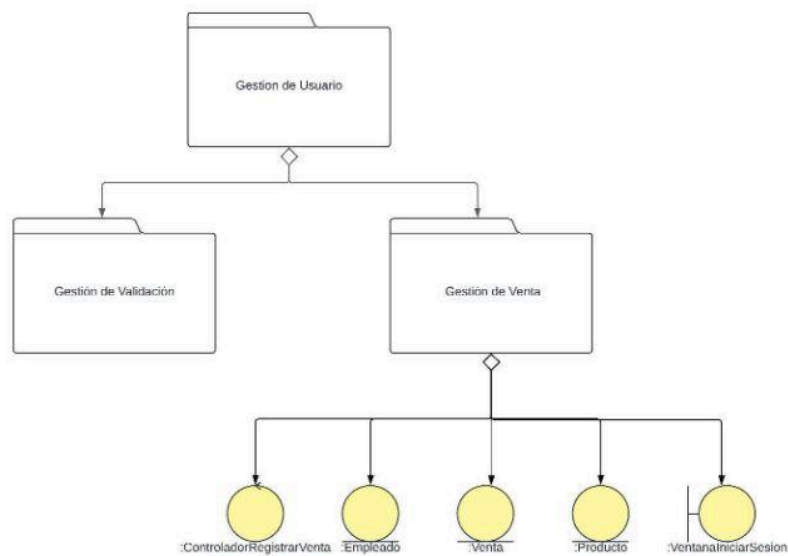 Gestion de Usuario
Gestión de Validación
Gestión de Venta
:ControladorRegistrarVenta
:Empleado
:Venta
:Producto
:VentanaIniciarSesion